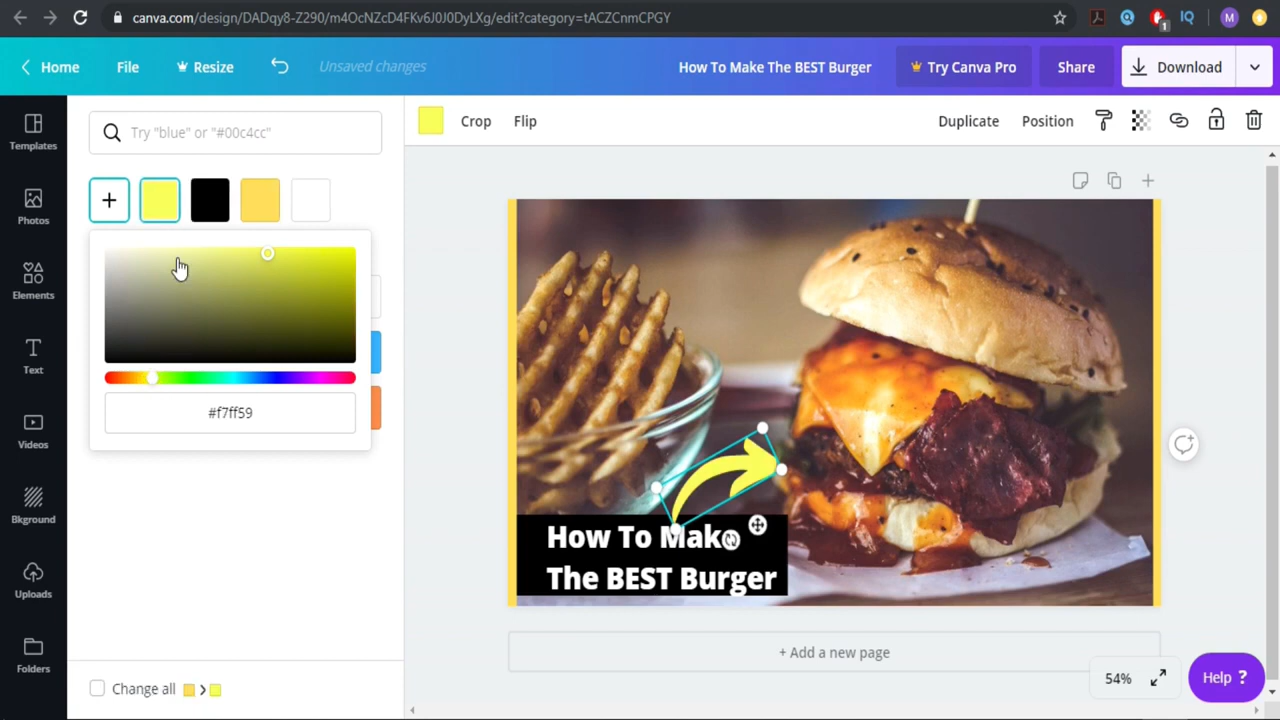 canva.com/design/DADqy8-Z290/m4OcNZcD4FKv6J0J0DyLXg/edit?category=tACZCnmCPGY
1
IQ
M
Home
File
Resize
Unsaved changes
How To Make The BEST Burger
Try Canva Pro
Share
Download
Templates
Photos
Elements
Text
Videos
Bkground
Uploads
Folders
Try "blue" or "#00c4cc"
#f7ff59
Change all
Crop
Flip
Duplicate
Position
How To Make
The BEST Burger
+ Add a new page
54%
Help ?